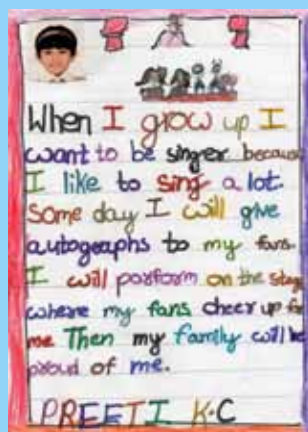 When I grow up I
want to be singer because
I like to sing a lot.
Some day I will give
autographs to my fans.
I will porform on the stage
where my fans cheer up for
me Then my family will be
proud of me.
PREETI K.C